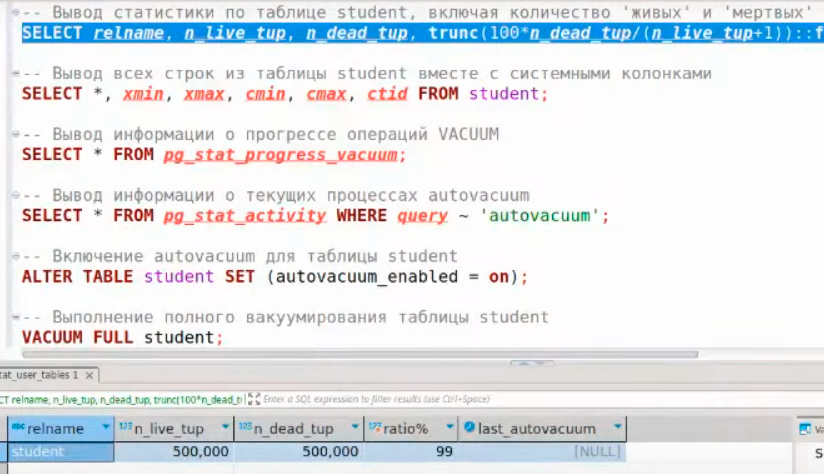 -- Вывод статистики по таблице student, включая количество 'живых' и 'мертвых'
SELECT relname, n_live_tup, n_dead_tup, trunc(100*n_dead_tup/(n_live_tup+1))::f
-- Вывод всех строк из таблицы student вместе с системными колонками
SELECT *, xmin, xmax, cmin, cmax, ctid FROM student;
-- Вывод информации о прогрессе операций VACUUM
SELECT * FROM pg_stat_progress_vacuum;
-- Вывод информации о текущих процессах autovacuum
SELECT * FROM pg_stat_activity WHERE query ~ 'autovacuum';
-- Включение autovacuum для таблицы student
ALTER TABLE student SET (autovacuum_enabled = on);
-- Выполнение полного вакуумирования таблицы student
VACUUM FULL student;
tat_user_tables 1
CT relname, n_live_tup, n_dead_tup, trunc(100*n_dead_ti Enter a SQL expression to filter results (use Ctrl+Space)
ABC relname 123 n_live_tup 123 n_dead_tup 123 ratio% last_autovacuum Va
student 500,000 500,000 99 [NULL] S